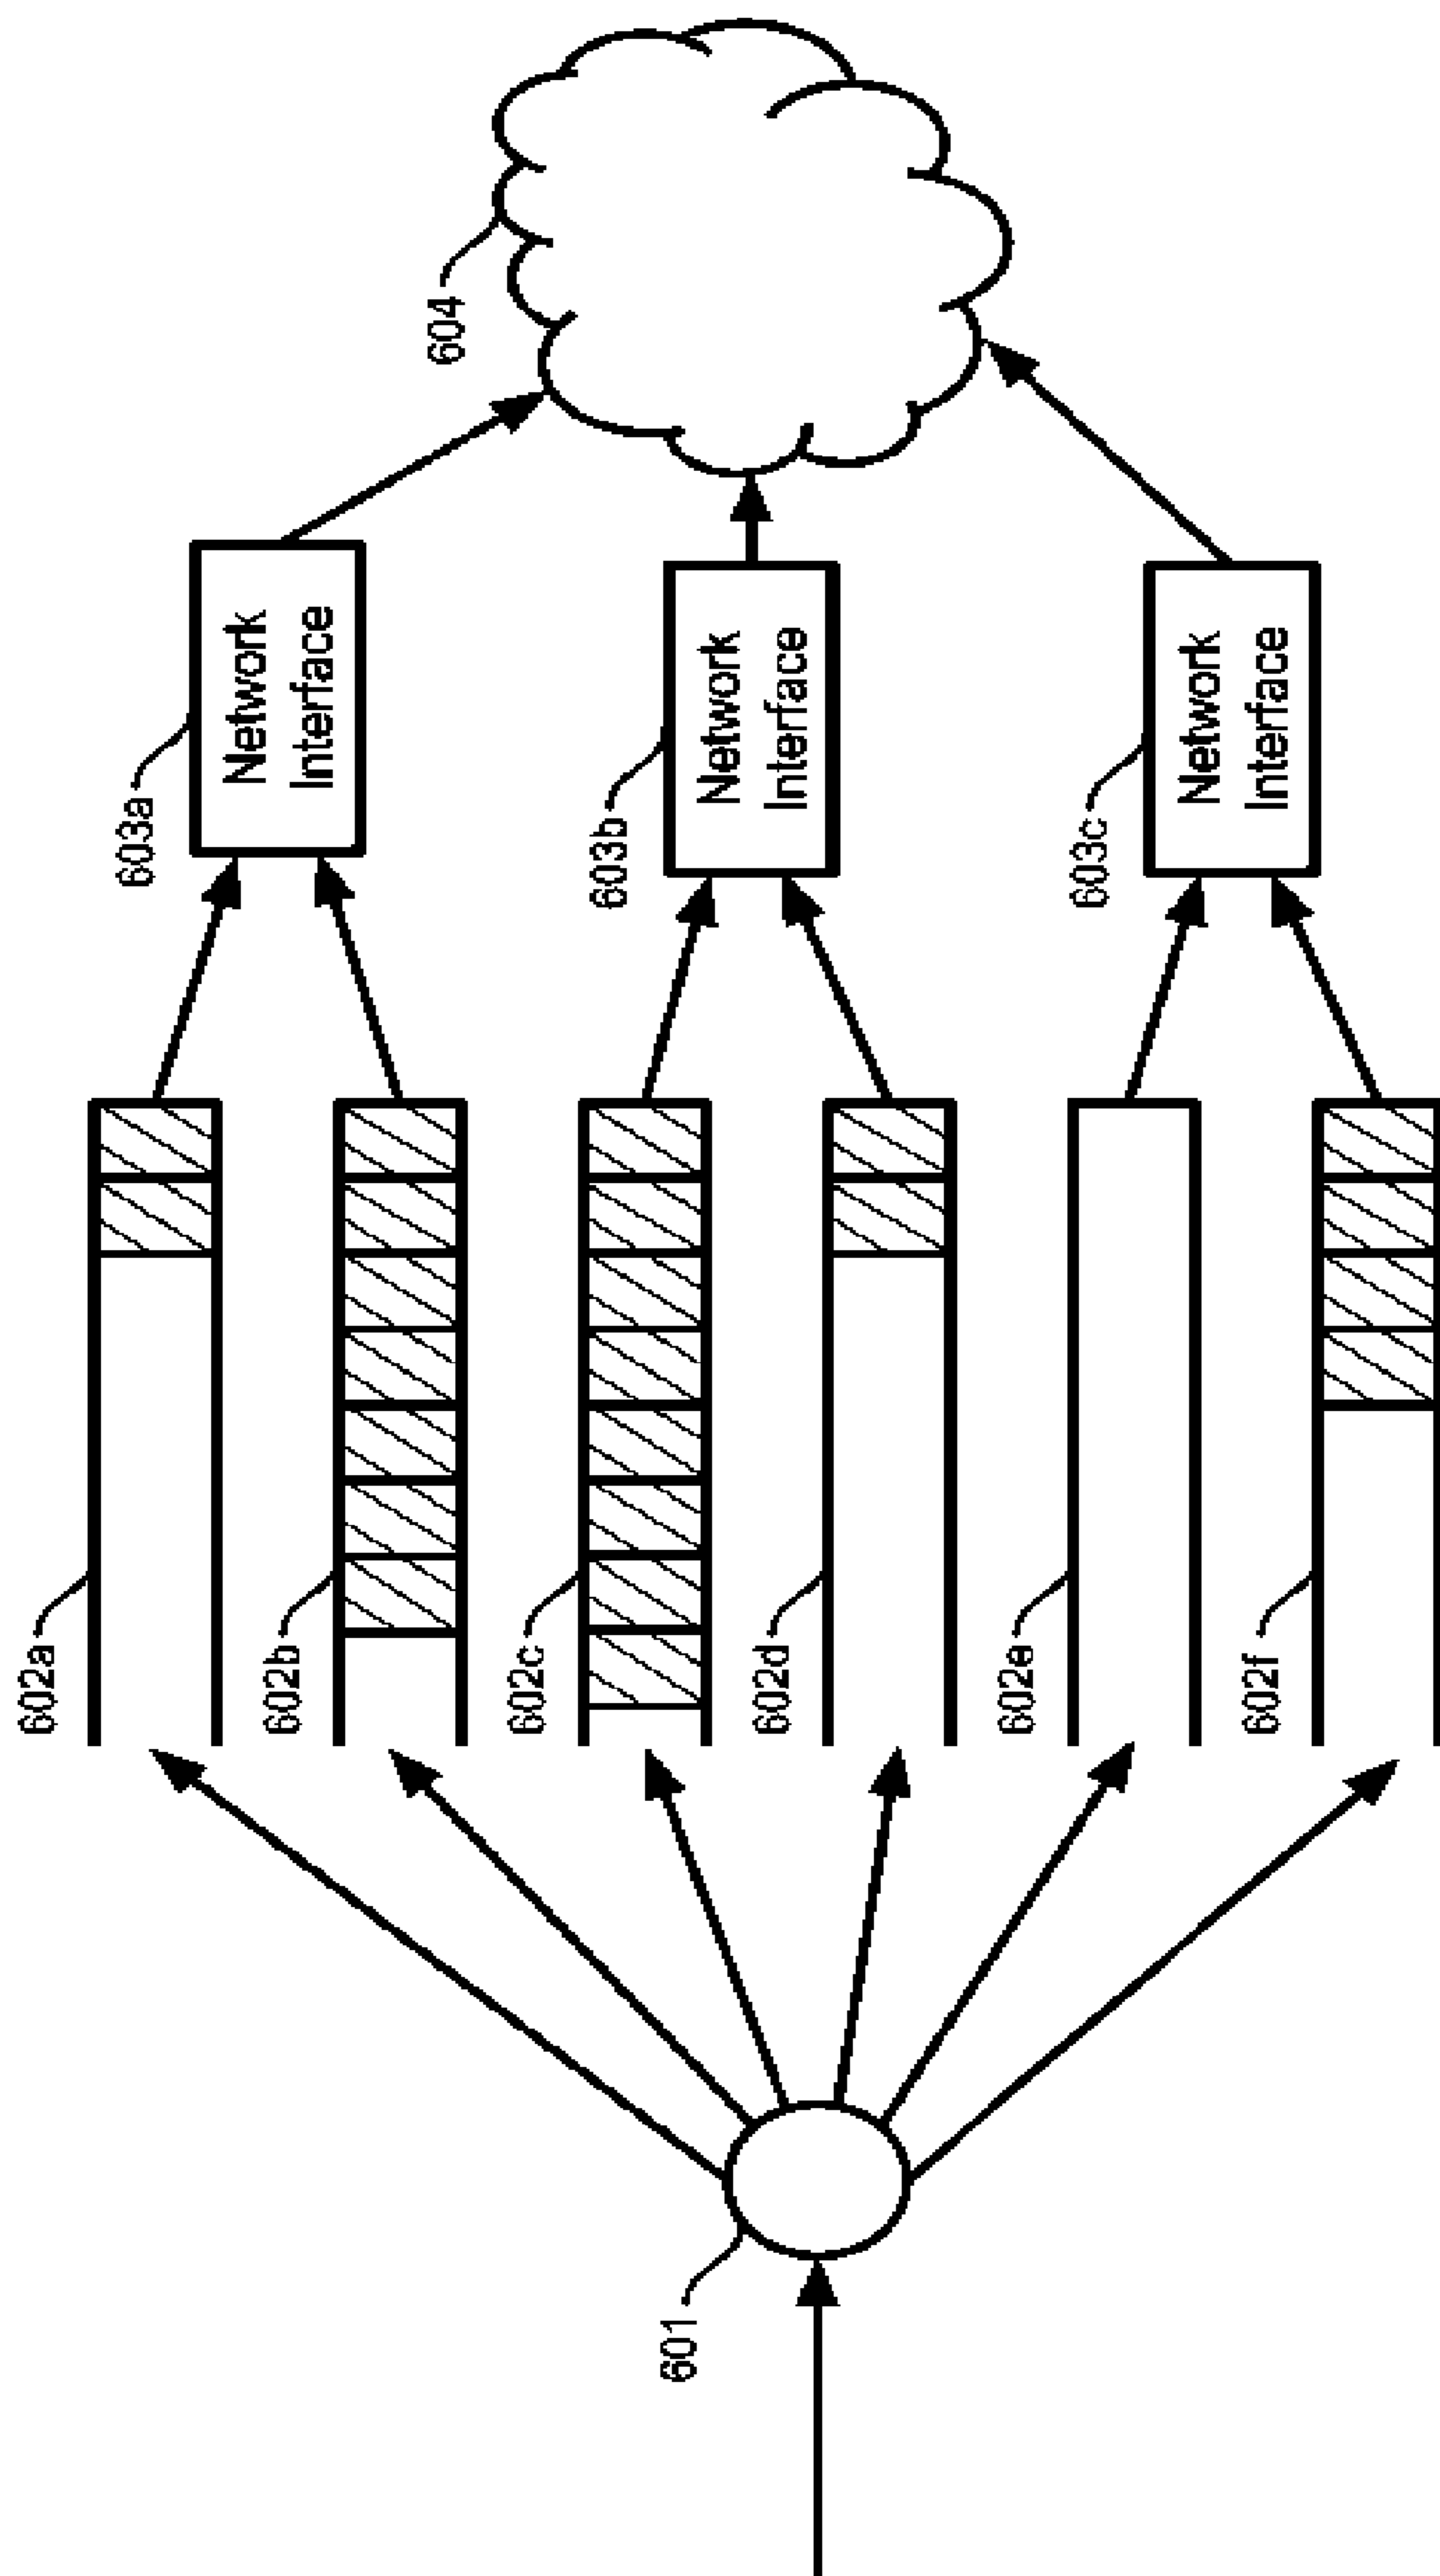 601
602a
602b
602c
602d
602e
602f
603a
Network
Interface
603b
Network
Interface
603c
Network
Interface
604